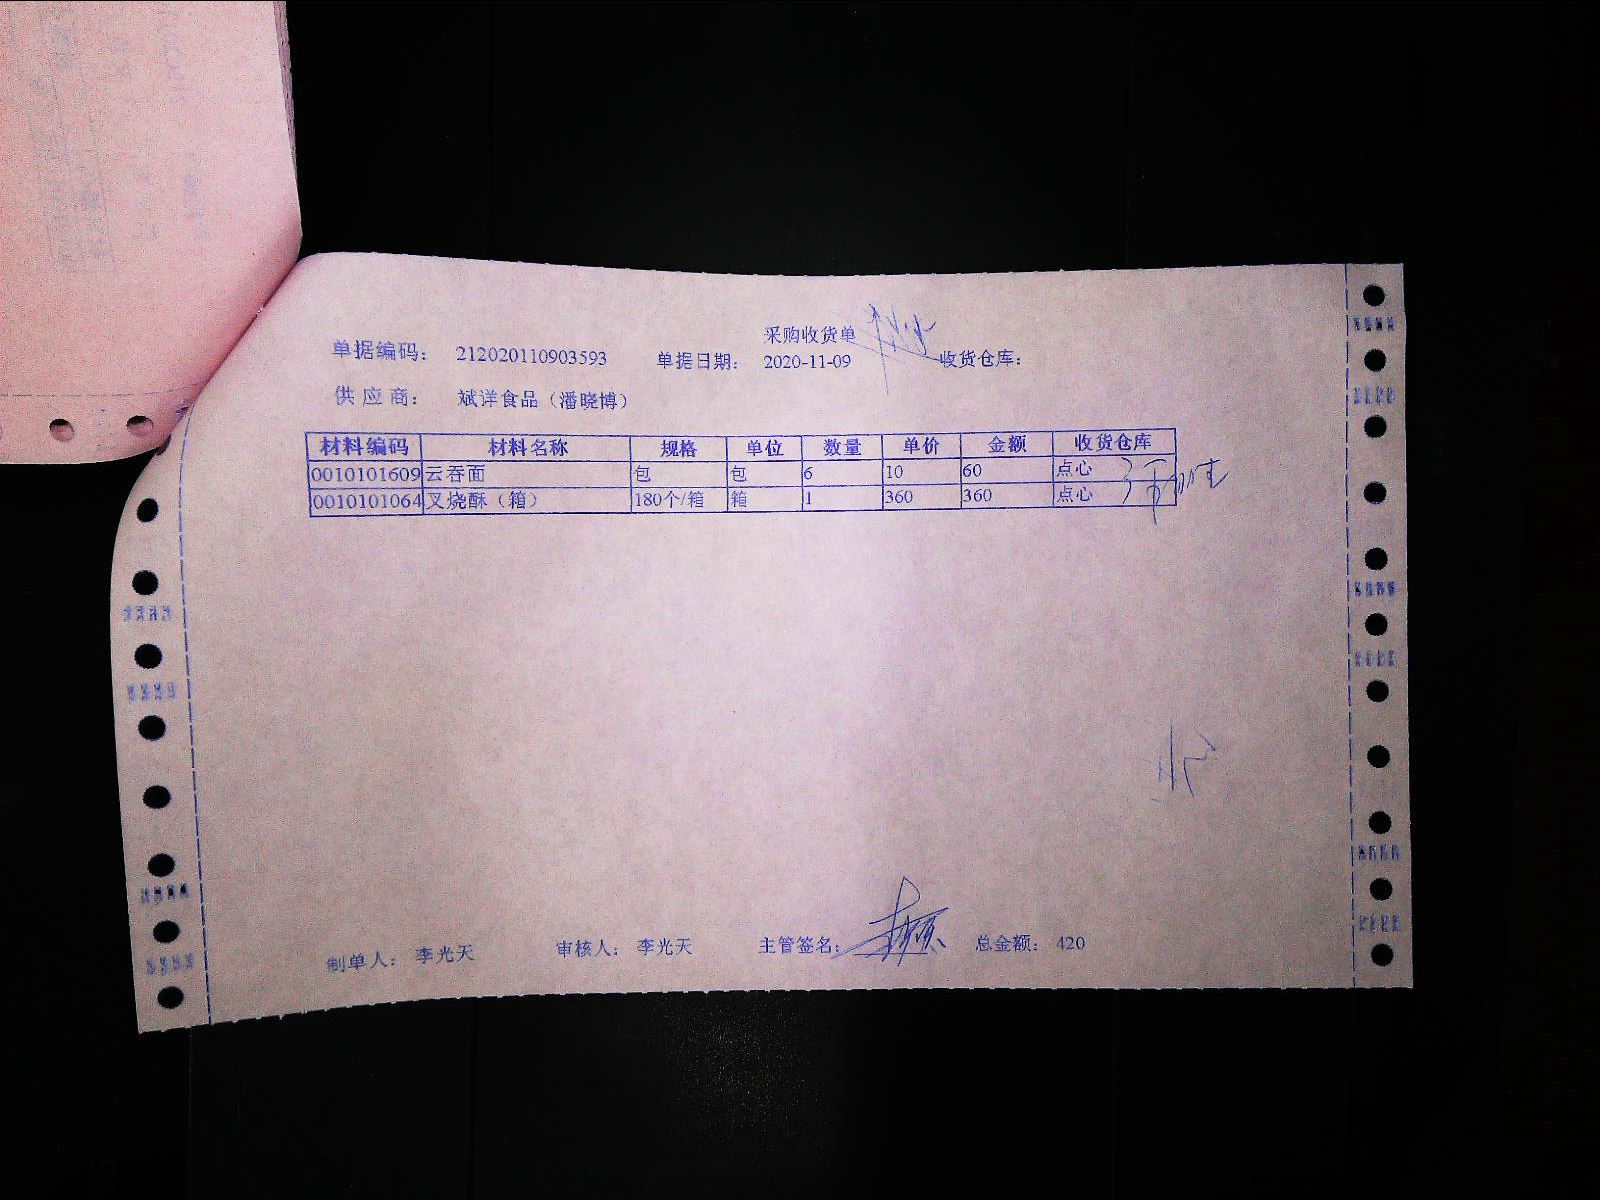 采购收货单
单据编码： 212020110903593 单据日期： 2020-11-09 收货仓库：
供应商： 斌洋食品（潘晓博）
材料编码 材料名称 规格 单位 数量 单价 金额 收货仓库
0010101609 云吞面 包 包 6 10 60 点心
0010101064 叉烧酥（箱） 180个/箱 箱 1 360 360 点心
制单人： 李光天 审核人： 李光天 主管签名： 总金额： 420